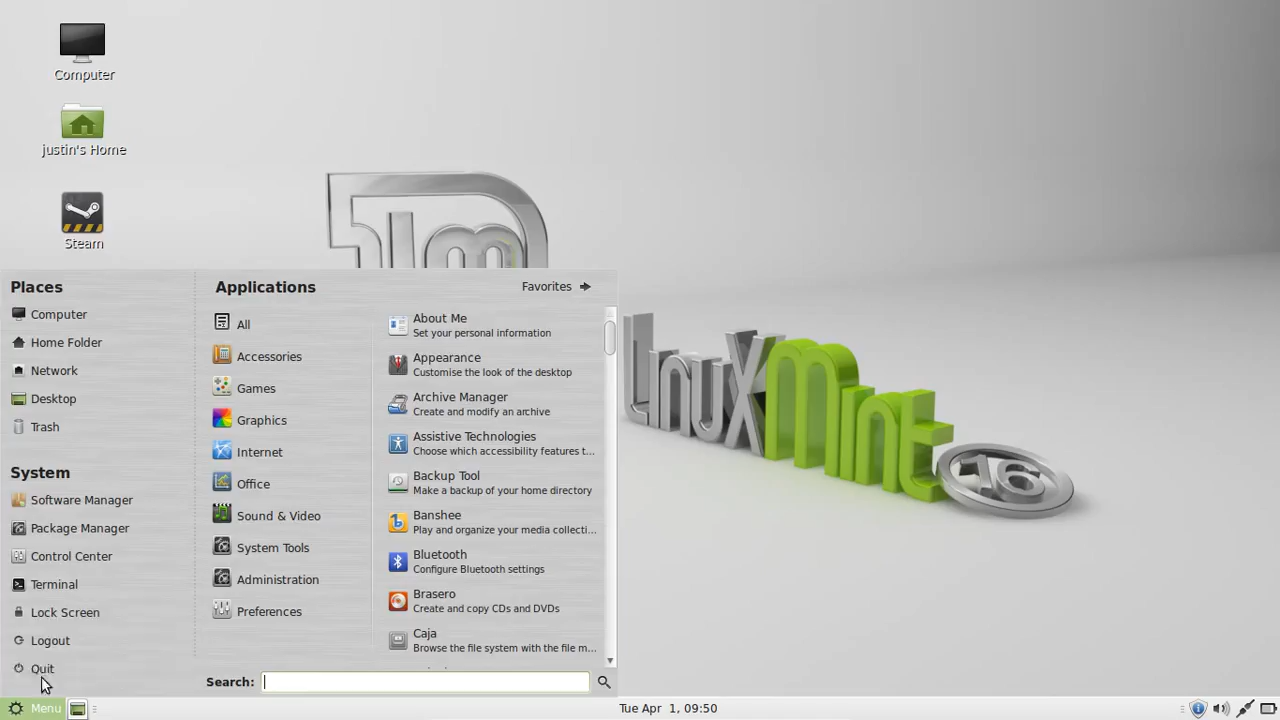 Computer
justin's Home
Steam
Places
Computer
Home Folder
Network
Desktop
Trash
System
Software Manager
Package Manager
Control Center
Terminal
Lock Screen
Logout
Quit
Applications
Favorites
All
Accessories
Games
Graphics
Internet
Office
Sound & Video
System Tools
Administration
Preferences
About Me
Set your personal information
Appearance
Customise the look of the desktop
Archive Manager
Create and modify an archive
Assistive Technologies
Choose which accessibility features t...
Backup Tool
Make a backup of your home directory
Banshee
Play and organize your media collecti...
Bluetooth
Configure Bluetooth settings
Brasero
Create and copy CDs and DVDs
Caja
Browse the file system with the file m...
Search:
LinuxMint 16
Menu
Tue Apr 1, 09:50